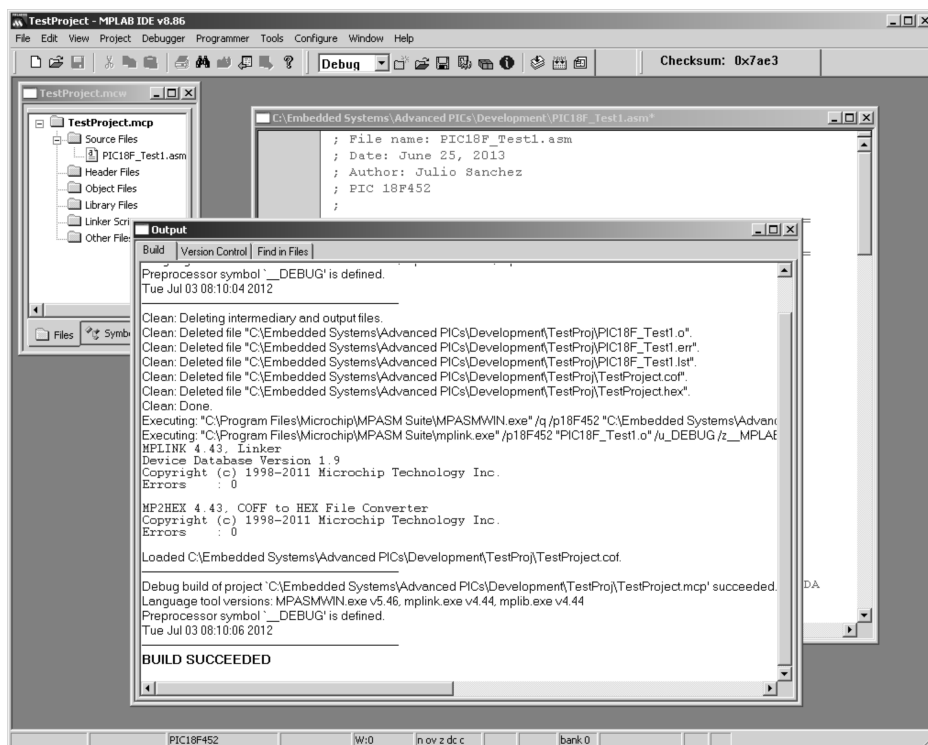 TestProject - MPLAB IDE v8.86
File Edit View Project Debugger Programmer Tools Configure Window Help
Debug
Checksum: 0x7ae3
TestProject.mcw
TestProject.mcp
Source Files
PIC18F_Test1.asm
Header Files
Object Files
Library Files
Linker Scri
Other File
Files Symb
C:\Embedded Systems\Advanced PICs\Development\PIC18F_Test1.asm*
; File name: PIC18F_Test1.asm
; Date: June 25, 2013
; Author: Julio Sanchez
; PIC 18F452
;
DA
Output
Build Version Control Find in Files
Preprocessor symbol `__DEBUG' is defined.
Tue Jul 03 08:10:04 2012
Clean: Deleting intermediary and output files.
Clean: Deleted file "C:\Embedded Systems\Advanced PICs\Development\TestProj\PIC18F_Test1.o".
Clean: Deleted file "C:\Embedded Systems\Advanced PICs\Development\TestProj\PIC18F_Test1.err".
Clean: Deleted file "C:\Embedded Systems\Advanced PICs\Development\TestProj\PIC18F_Test1.lst".
Clean: Deleted file "C:\Embedded Systems\Advanced PICs\Development\TestProj\TestProject.cof".
Clean: Deleted file "C:\Embedded Systems\Advanced PICs\Development\TestProj\TestProject.hex".
Clean: Done.
Executing: "C:\Program Files\Microchip\MPASM Suite\MPASMWIN.exe" /q /p18F452 "C:\Embedded Systems\Advanc
Executing: "C:\Program Files\Microchip\MPASM Suite\mplink.exe" /p18F452 "PIC18F_Test1.o" /u_DEBUG /z__MPLAB
MPLINK 4.43, Linker
Device Database Version 1.9
Copyright (c) 1998-2011 Microchip Technology Inc.
Errors : 0
MP2HEX 4.43, COFF to HEX File Converter
Copyright (c) 1998-2011 Microchip Technology Inc.
Errors : 0
Loaded C:\Embedded Systems\Advanced PICs\Development\TestProj\TestProject.cof.
Debug build of project `C:\Embedded Systems\Advanced PICs\Development\TestProj\TestProject.mcp' succeeded.
Language tool versions: MPASMWIN.exe v5.46, mplink.exe v4.44, mplib.exe v4.44
Preprocessor symbol `__DEBUG' is defined.
Tue Jul 03 08:10:06 2012
BUILD SUCCEEDED
PIC18F452 W:0 n ov z dc c bank 0